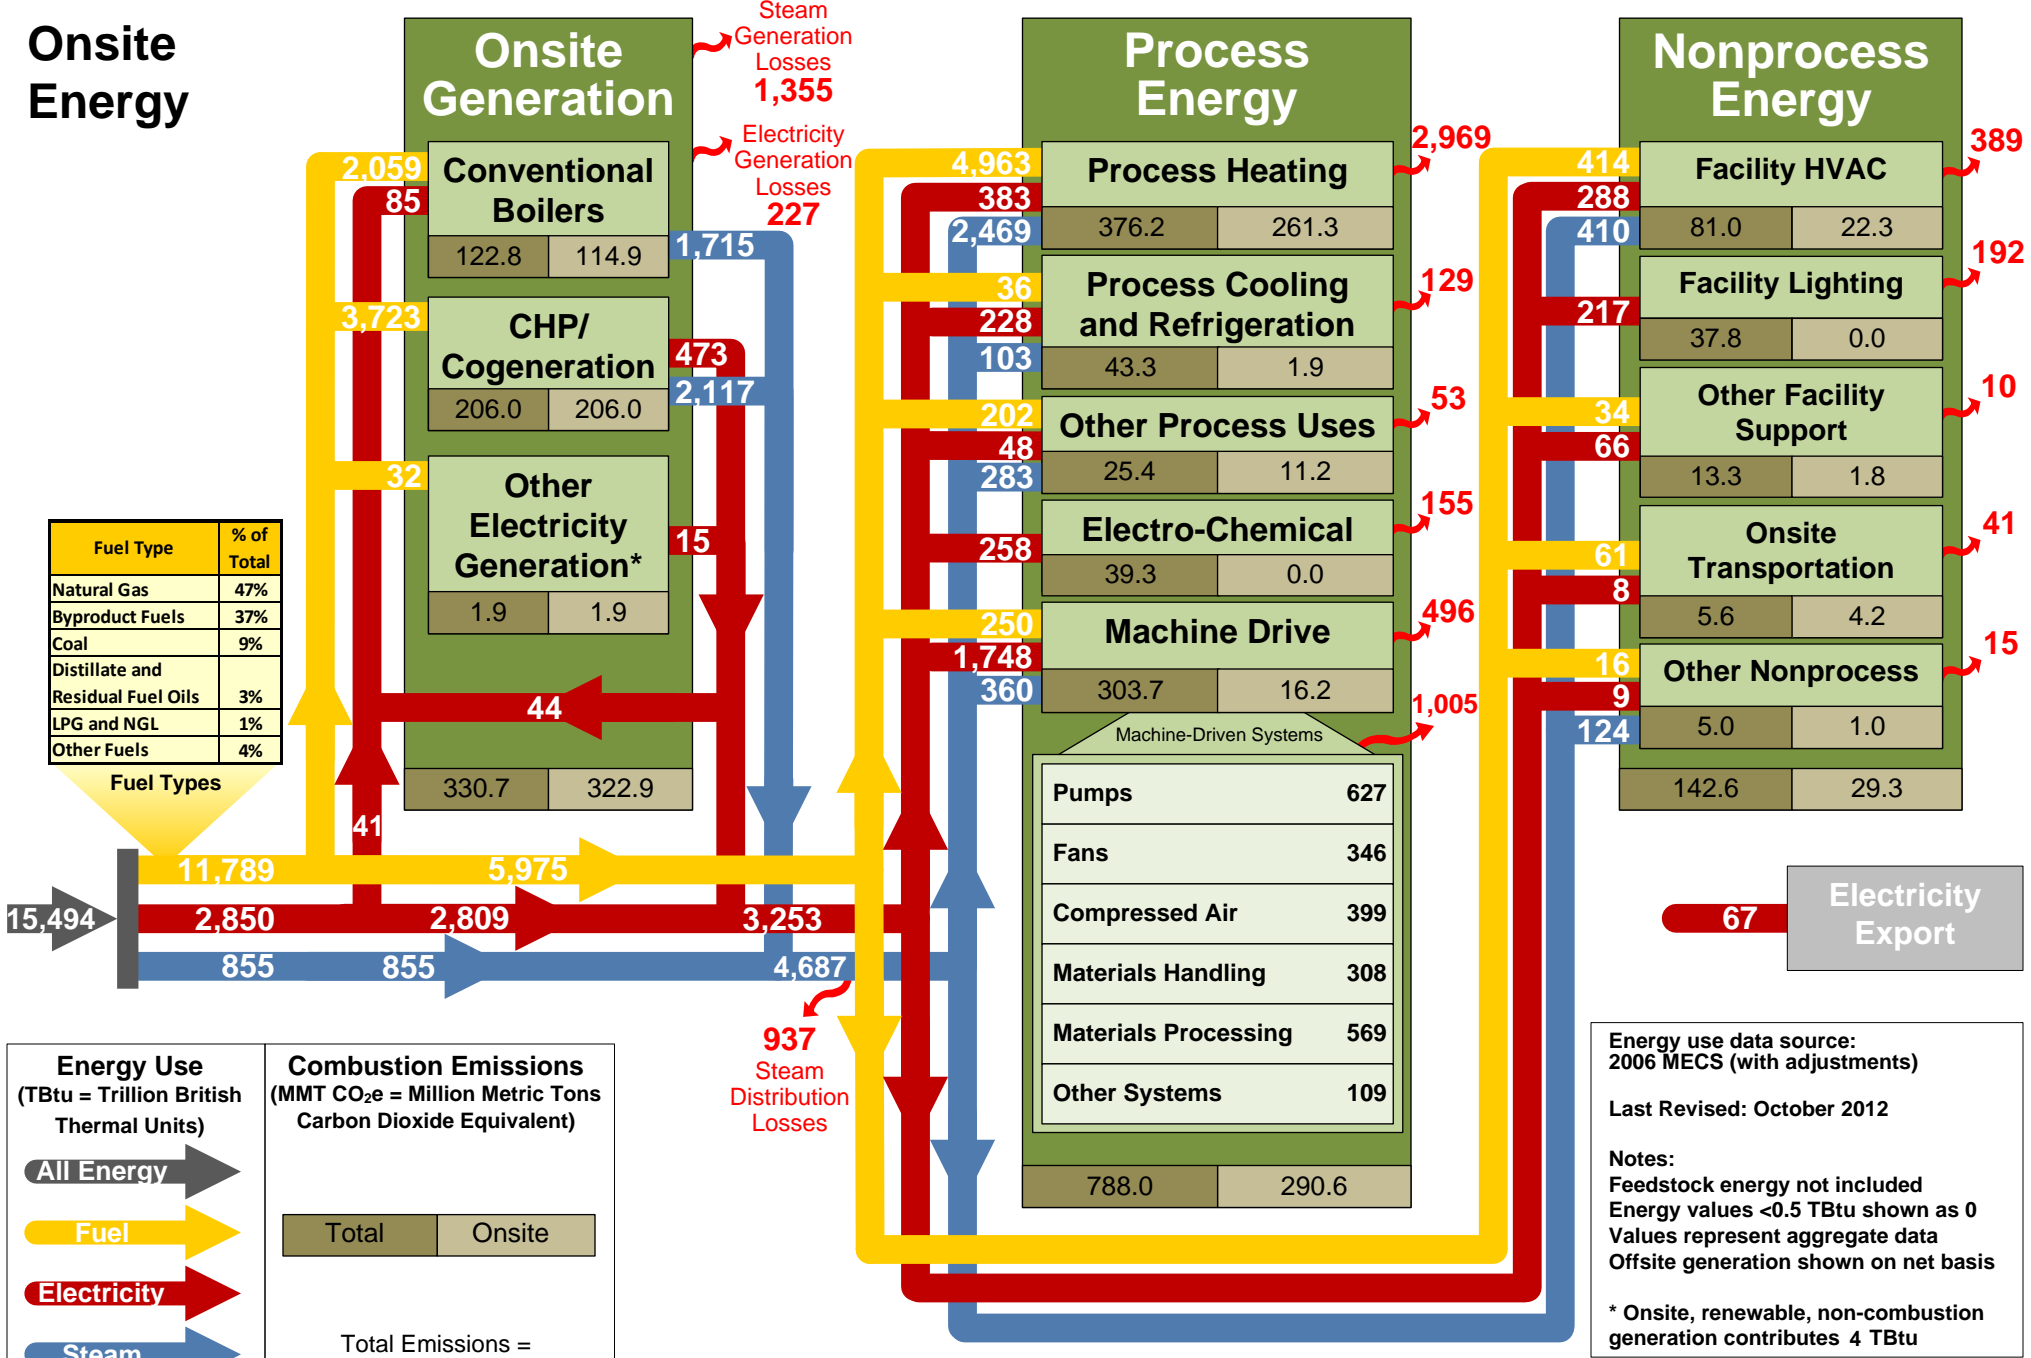 Onsite
Energy
Onsite
Generation
Steam
Generation
Losses
1,355
Electricity
Generation
Losses
227
2,059
85
Conventional
Boilers
122.8 114.9
1,715
3,723
CHP/
Cogeneration
206.0 206.0
473
2,117
32
Other
Electricity
Generation*
1.9 1.9
15
44
330.7 322.9
41
Fuel Type % of Total
Natural Gas 47%
Byproduct Fuels 37%
Coal 9%
Distillate and
Residual Fuel Oils 3%
LPG and NGL 1%
Other Fuels 4%
Fuel Types
15,494
11,789 5,975
2,850 2,809 3,253
855 855 4,687
937
Steam
Distribution
Losses
Process
Energy
4,963
383
2,469
Process Heating
376.2 261.3
2,969
36
228
103
Process Cooling
and Refrigeration
43.3 1.9
129
202
48
283
Other Process Uses
25.4 11.2
53
258
Electro-Chemical
39.3 0.0
155
250
1,748
360
Machine Drive
303.7 16.2
496
Machine-Driven Systems
1,005
Pumps 627
Fans 346
Compressed Air 399
Materials Handling 308
Materials Processing 569
Other Systems 109
788.0 290.6
Nonprocess
Energy
414
288
410
Facility HVAC
81.0 22.3
389
217
Facility Lighting
37.8 0.0
192
34
66
Other Facility
Support
13.3 1.8
10
61
8
Onsite
Transportation
5.6 4.2
41
16
9
124
Other Nonprocess
5.0 1.0
15
142.6 29.3
67
Electricity
Export
Energy Use
(TBtu = Trillion British
Thermal Units)
All Energy
Fuel
Electricity
Steam
Combustion Emissions
(MMT CO₂e = Million Metric Tons
Carbon Dioxide Equivalent)
Total Onsite
Total Emissions =
Energy use data source:
2006 MECS (with adjustments)
Last Revised: October 2012
Notes:
Feedstock energy not included
Energy values <0.5 TBtu shown as 0
Values represent aggregate data
Offsite generation shown on net basis
* Onsite, renewable, non-combustion
generation contributes 4 TBtu